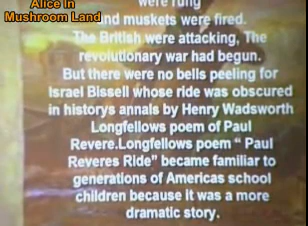 Alice In
Mushroom Land
were rung
nd muskets were fired.
The British were attacking, The
revolutionary war had begun.
But there were no bells peeling for
Israel Bissell whose ride was obscured
in historys annals by Henry Wadsworth
Longfellows poem of Paul
Revere.Longfellows poem “ Paul
Reveres Ride” became familiar to
generations of Americas school
children because it was a more
dramatic story.